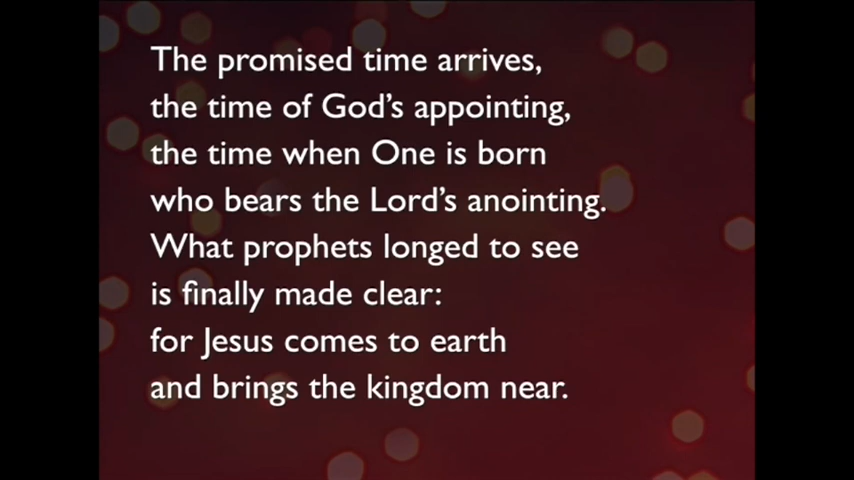 The promised time arrives,
the time of God’s appointing,
the time when One is born
who bears the Lord’s anointing.
What prophets longed to see
is finally made clear:
for Jesus comes to earth
and brings the kingdom near.